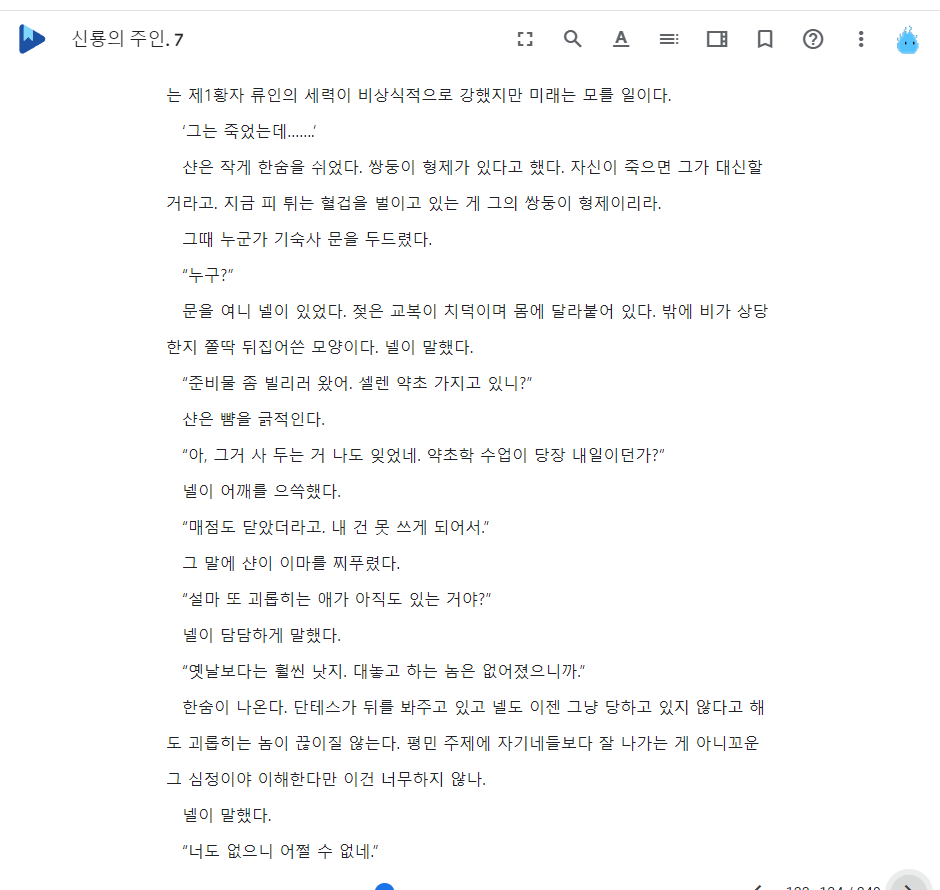 신룡의 주인. 7
는 제1황자 류인의 세력이 비상식적으로 강했지만 미래는 모를 일이다.
‘그는 죽었는데…….’
샨은 작게 한숨을 쉬었다. 쌍둥이 형제가 있다고 했다. 자신이 죽으면 그가 대신할
거라고. 지금 피 튀는 혈겁을 벌이고 있는 게 그의 쌍둥이 형제이리라.
그때 누군가 기숙사 문을 두드렸다.
“누구?”
문을 여니 넬이 있었다. 젖은 교복이 치덕이며 몸에 달라붙어 있다. 밖에 비가 상당
한지 쫄딱 뒤집어쓴 모양이다. 넬이 말했다.
“준비물 좀 빌리러 왔어. 셀렌 약초 가지고 있니?”
샨은 뺨을 긁적인다.
“아, 그거 사 두는 거 나도 잊었네. 약초학 수업이 당장 내일이던가?”
넬이 어깨를 으쓱했다.
“매점도 닫았더라고. 내 건 못 쓰게 되어서.”
그 말에 샨이 이마를 찌푸렸다.
“설마 또 괴롭히는 애가 아직도 있는 거야?”
넬이 담담하게 말했다.
“옛날보다는 훨씬 낫지. 대놓고 하는 놈은 없어졌으니까.”
한숨이 나온다. 단테스가 뒤를 봐주고 있고 넬도 이젠 그냥 당하고 있지 않다고 해
도 괴롭히는 놈이 끊이질 않는다. 평민 주제에 자기네들보다 잘 나가는 게 아니꼬운
그 심정이야 이해한다만 이건 너무하지 않나.
넬이 말했다.
“너도 없으니 어쩔 수 없네.”